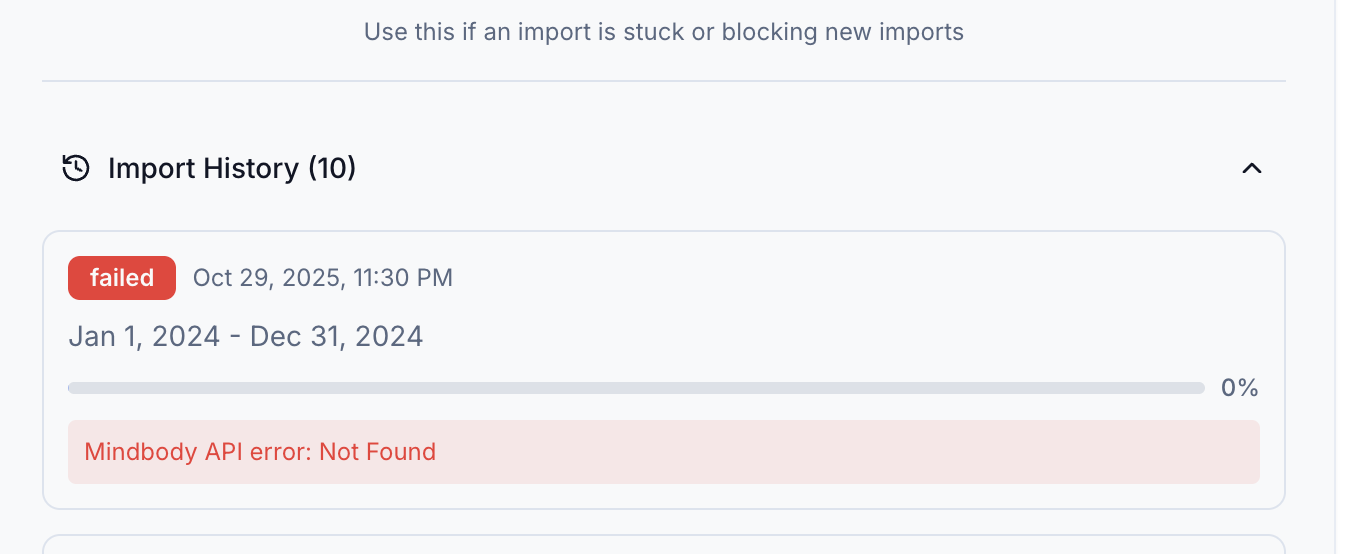 Use this if an import is stuck or blocking new imports
Import History (10)
failed Oct 29, 2025, 11:30 PM
Jan 1, 2024 - Dec 31, 2024
0%
Mindbody API error: Not Found